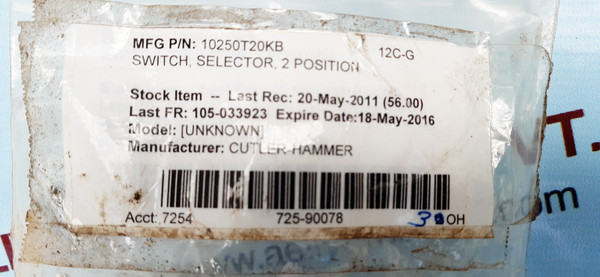 MFG P/N: 10250T20KB 12C-G
SWITCH, SELECTOR, 2 POSITION
Stock Item -- Last Rec: 20-May-2011 (56.00)
Last FR: 105-033923 Expire Date:18-May-2016
Model: [UNKNOWN]
Manufacturer: CUTLER-HAMMER
Acct: 7254 725-90078 OH